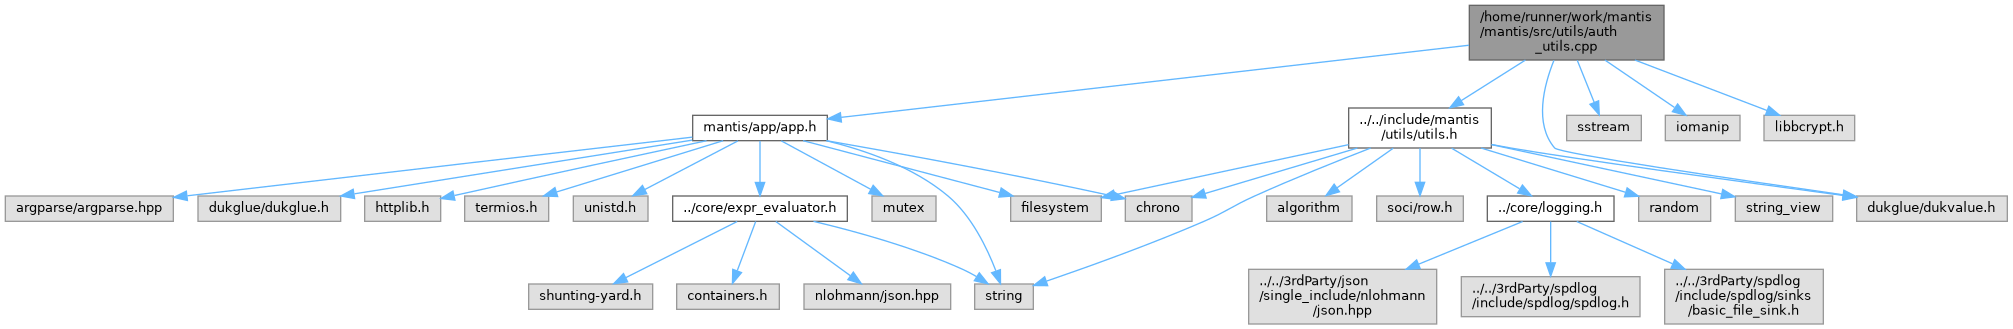 /home/runner/work/mantis
/mantis/src/utils/auth
_utils.cpp
mantis/app/app.h
../../include/mantis
/utils/utils.h
sstream
iomanip
libbcrypt.h
argparse/argparse.hpp
dukglue/dukglue.h
httplib.h
termios.h
unistd.h
../core/expr_evaluator.h
mutex
filesystem
chrono
algorithm
soci/row.h
../core/logging.h
random
string_view
dukglue/dukvalue.h
shunting-yard.h
containers.h
nlohmann/json.hpp
string
../../3rdParty/json
/single_include/nlohmann
/json.hpp
../../3rdParty/spdlog
/include/spdlog/spdlog.h
../../3rdParty/spdlog
/include/spdlog/sinks
/basic_file_sink.h